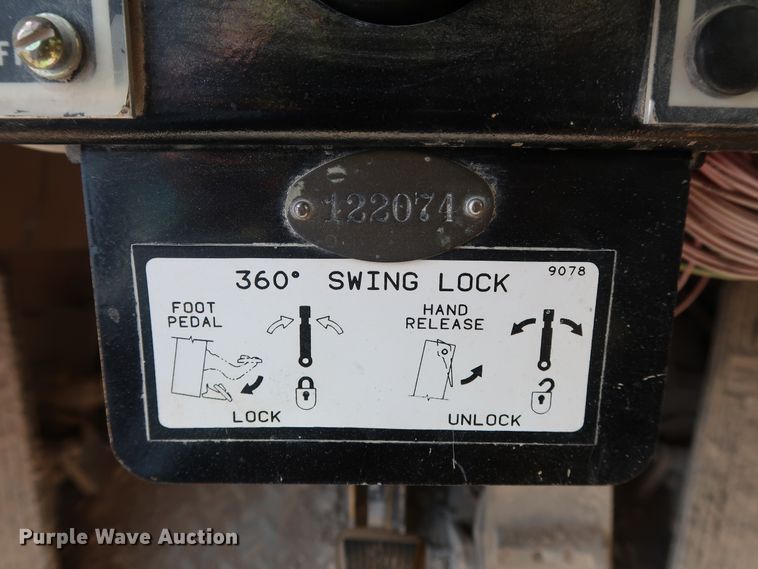 F
122074
360° SWING LOCK 9078
FOOT
PEDAL
HAND
RELEASE
LOCK
UNLOCK
Purple Wave Auction